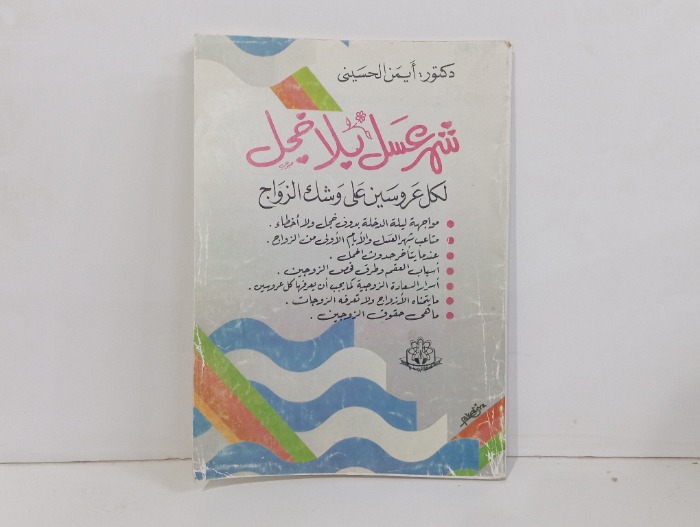 دكتور: أيمن الحسيني
شهر عسل بلا خجل
لكل عروسين على وشك الزواج
مواجهة ليلة الدخلة بدون خجل ولا أخطاء.
متاعب شهر العسل والأيام الأولى من الزواج.
عندما يتأخر حدوث الحمل.
أسباب العقم وطرق فحص الزوجين.
أسرار السعادة الزوجية كما يجب أن يعرفها كل عروسين.
ما يتمناه الأزواج ولا تعرفه الزوجات.
ما هي حقوق الزوجين.